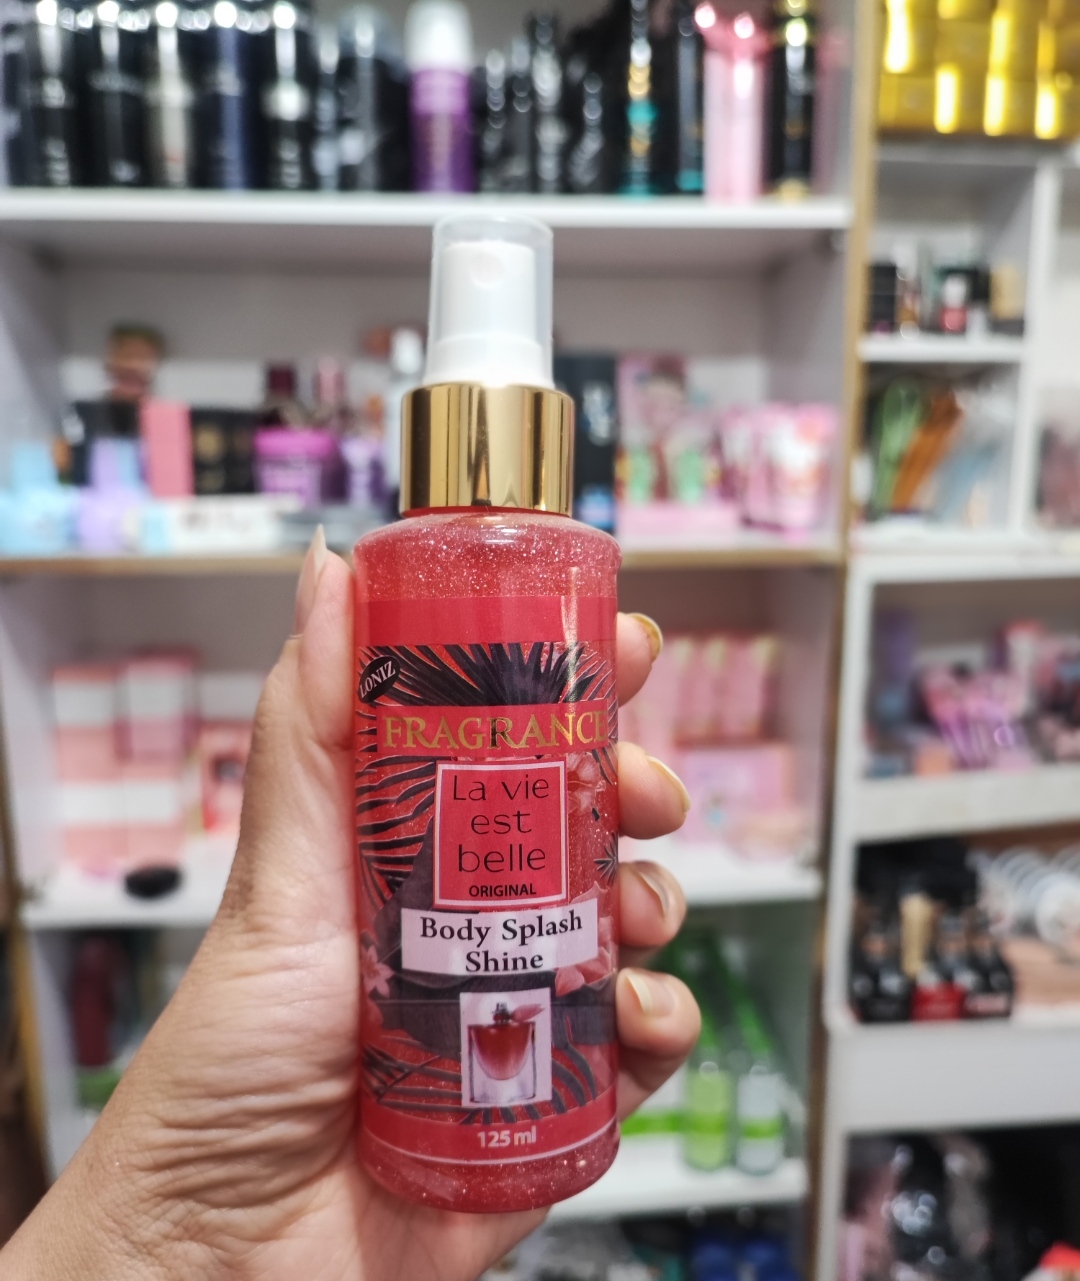 LONIZ
FRAGRANCE
La vie
est
belle
ORIGINAL
Body Splash
Shine
125 ml